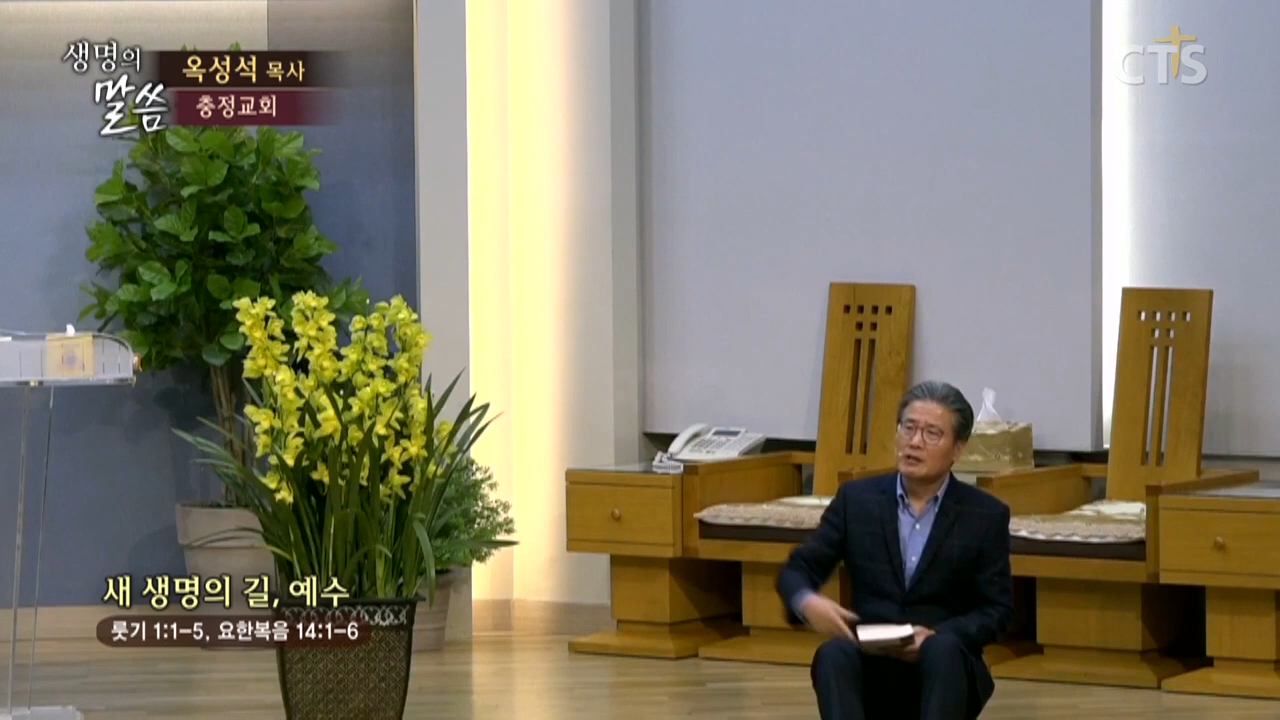 생명의
말씀
옥성석 목사
충정교회
CTS
새 생명의 길, 예수
룻기 1:1-5, 요한복음 14:1-6